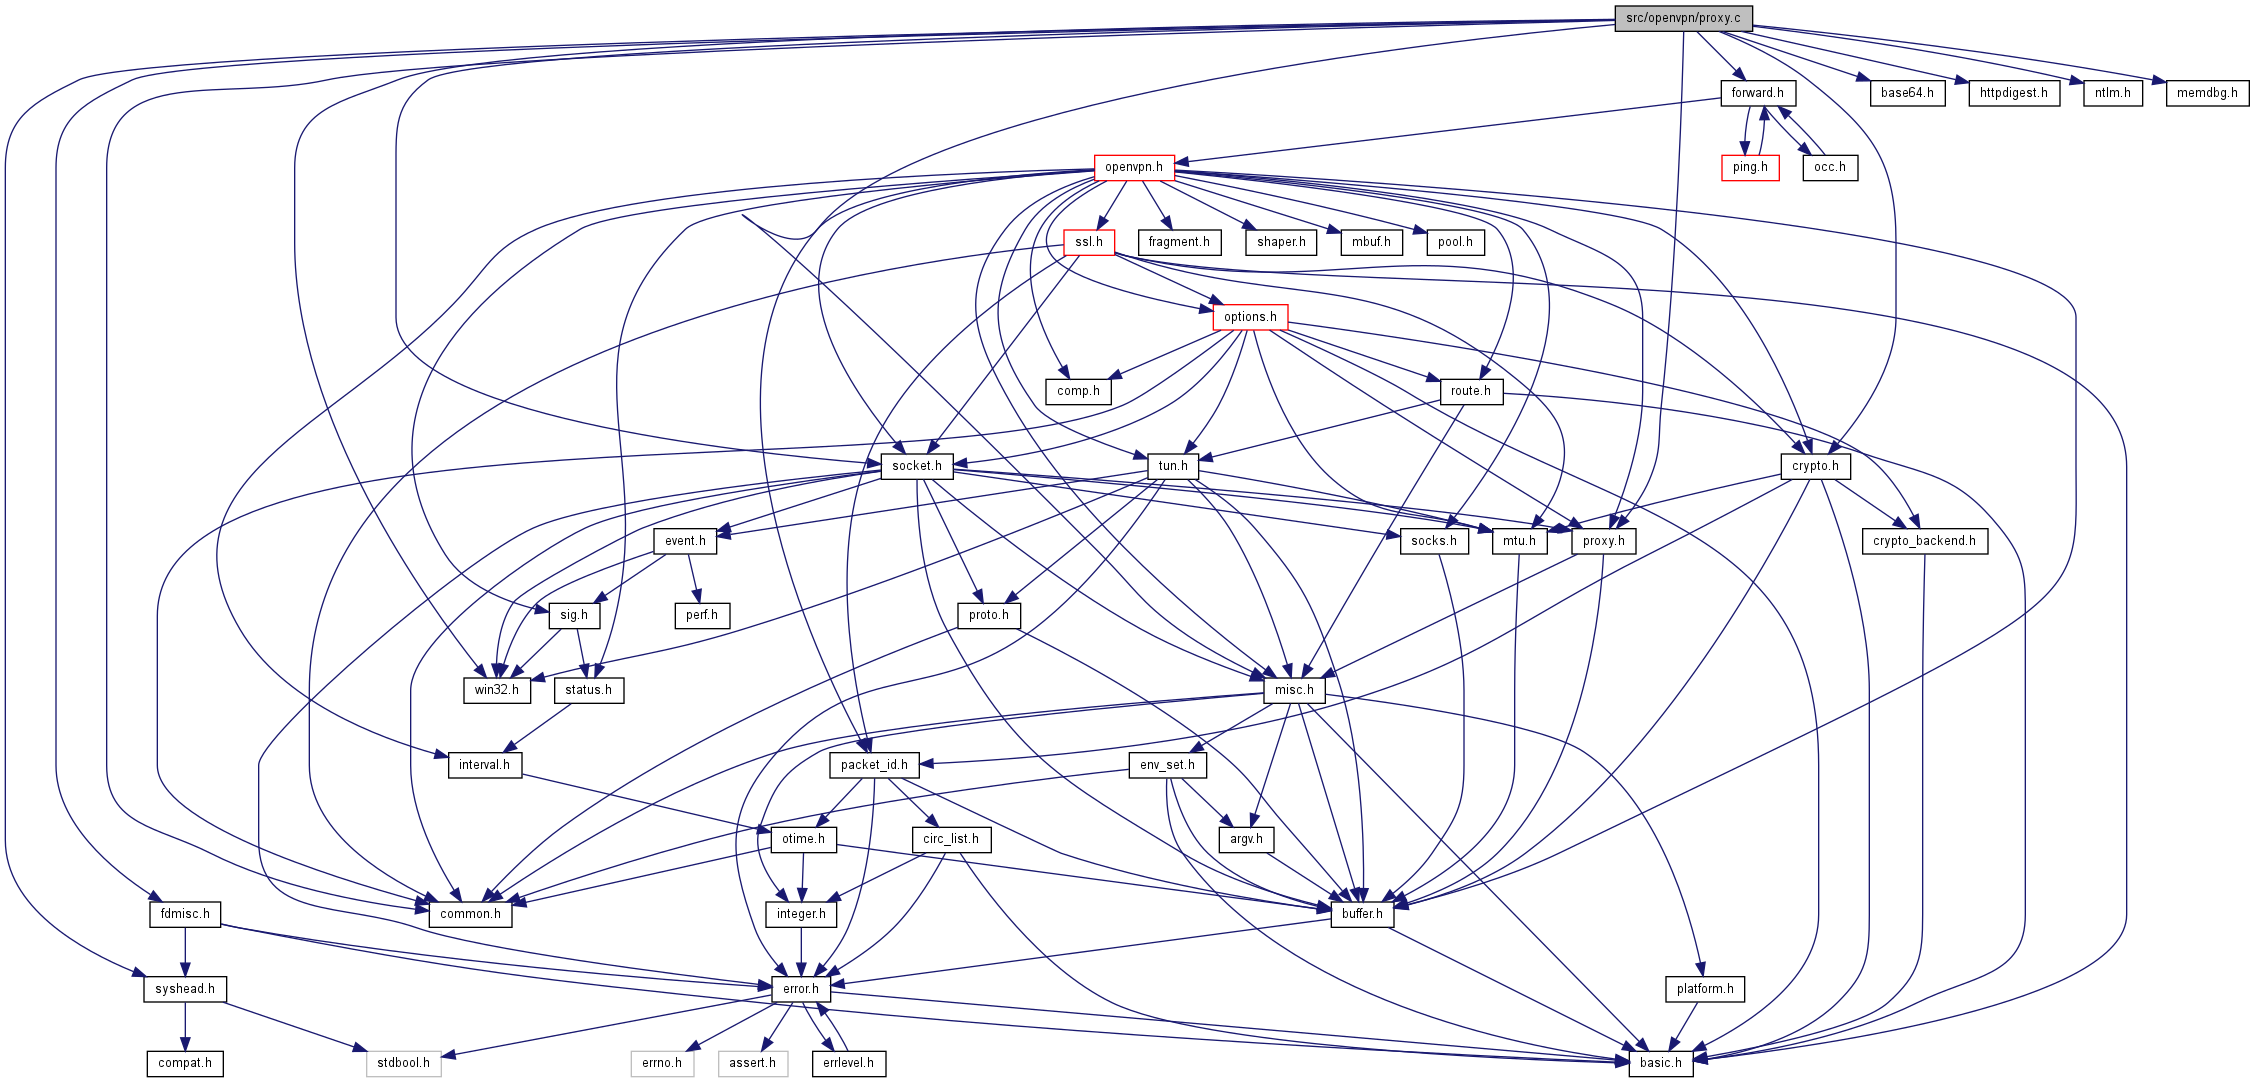 src/openvpn/proxy.c
forward.h
base64.h
httpdigest.h
ntlm.h
memdbg.h
openvpn.h
ping.h
occ.h
ssl.h
fragment.h
shaper.h
mbuf.h
pool.h
options.h
comp.h
route.h
socket.h
tun.h
crypto.h
event.h
socks.h
mtu.h
proxy.h
crypto_backend.h
sig.h
perf.h
proto.h
win32.h
status.h
misc.h
interval.h
packet_id.h
env_set.h
otime.h
circ_list.h
argv.h
fdmisc.h
common.h
integer.h
buffer.h
syshead.h
error.h
platform.h
compat.h
stdbool.h
errno.h
assert.h
errlevel.h
basic.h